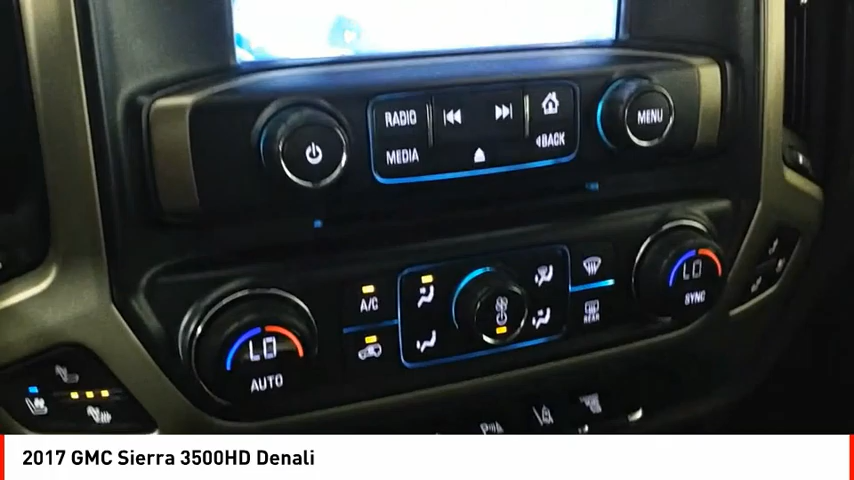 RADIO
MEDIA
BACK
MENU
A/C
LO
AUTO
REAR
LO
SYNC
2017 GMC Sierra 3500HD Denali